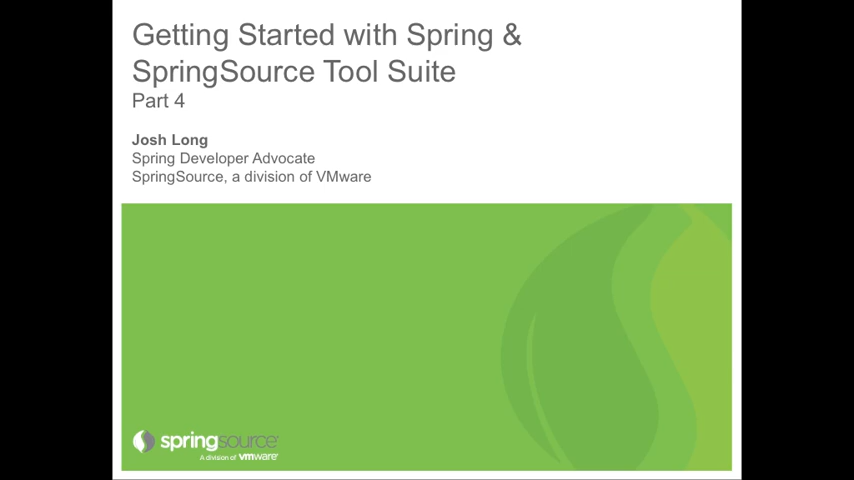 Getting Started with Spring &
SpringSource Tool Suite
Part 4
Josh Long
Spring Developer Advocate
SpringSource, a division of VMware
springsource
A division of vmware